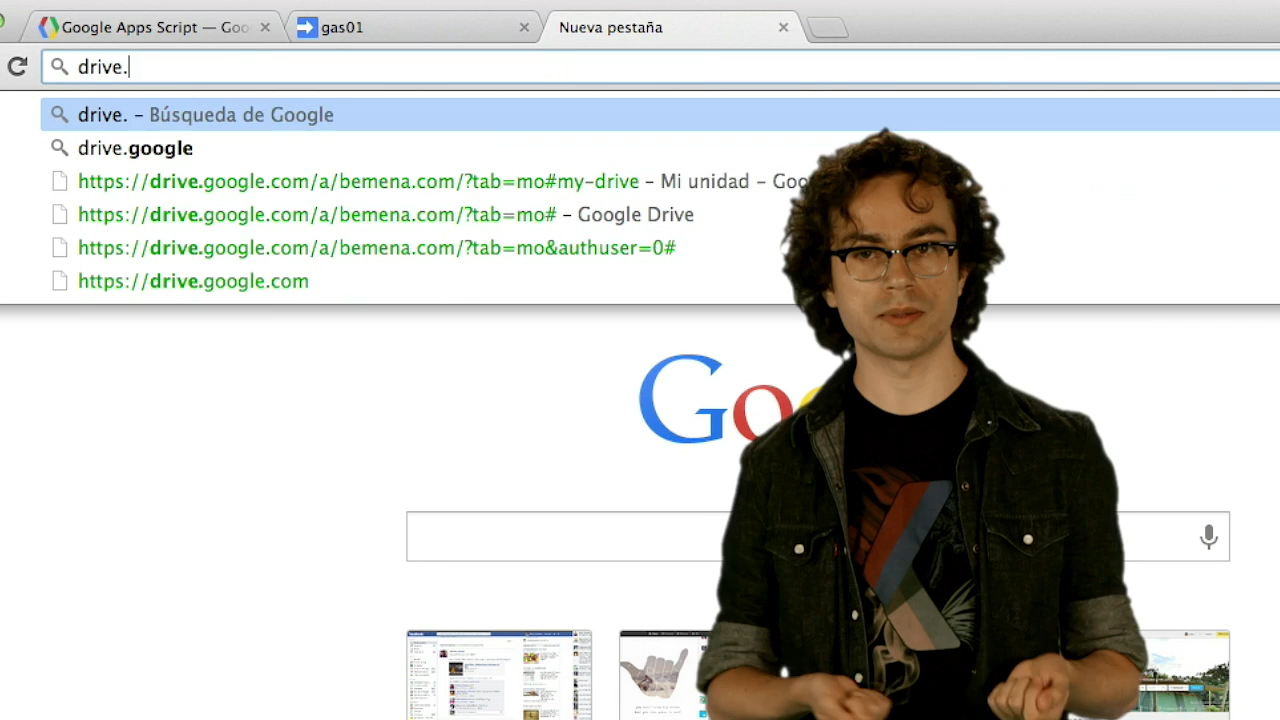 Google Apps Script — Goo
gas01
Nueva pestaña
drive.
drive. – Búsqueda de Google
drive.google
https://drive.google.com/a/bemena.com/?tab=mo#my-drive – Mi unidad – Goo
https://drive.google.com/a/bemena.com/?tab=mo# – Google Drive
https://drive.google.com/a/bemena.com/?tab=mo&authuser=0#
https://drive.google.com
Go